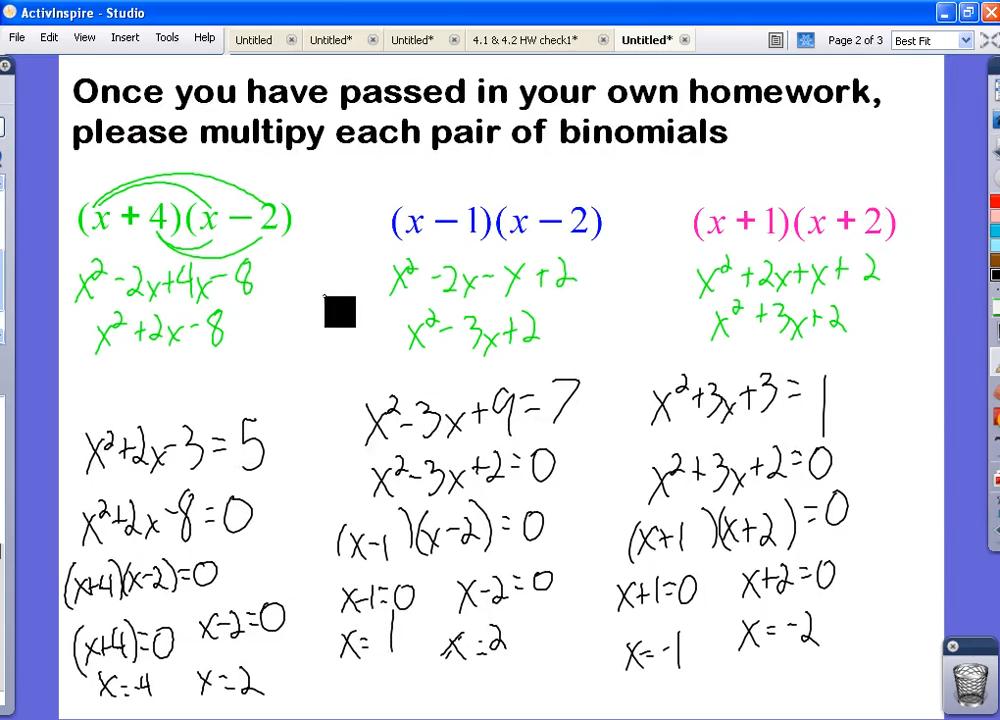 ActivInspire - Studio
File Edit View Insert Tools Help Untitled Untitled* Untitled* 4.1 & 4.2 HW check1* Untitled* Page 2 of 3 Best Fit
Once you have passed in your own homework,
please multipy each pair of binomials
(x + 4)(x − 2)
x² -2x+4x-8
x²+2x-8
x²+2x-3=5
x²+2x-8=0
(x+4)(x-2)=0
(x+4)=0 x-2=0
x=-4 x=2
(x − 1)(x − 2)
x² -2x-x+2
x²-3x+2
x²-3x+9=7
x²-3x+2=0
(x-1)(x-2)=0
x-1=0 x-2=0
x=1 x=2
(x + 1)(x + 2)
x²+2x+x+2
x²+3x+2
x²+3x+3=1
x²+3x+2=0
(x+1)(x+2)=0
x+1=0 x+2=0
x=-1 x=-2